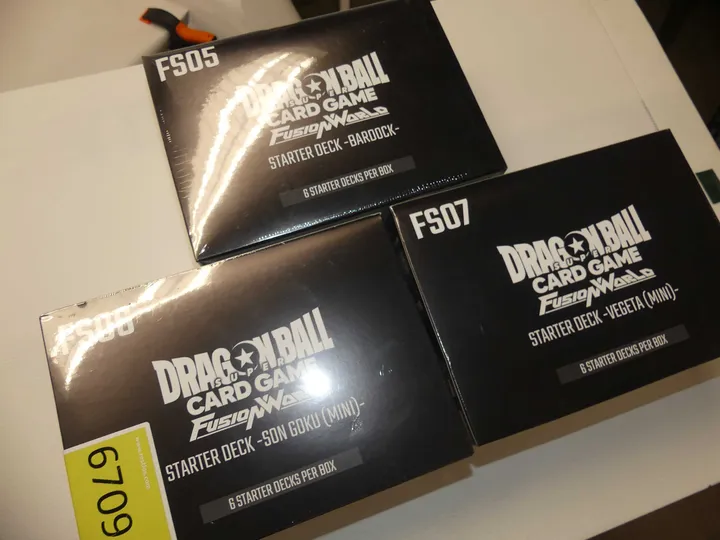 FS05
DRAGON BALL
SUPER
CARD GAME
FUSION WORLD
STARTER DECK -BARDOCK-
6 STARTER DECKS PER BOX
FS07
DRAGON BALL
SUPER
CARD GAME
FUSION WORLD
STARTER DECK -VEGETA (MINI)-
6 STARTER DECKS PER BOX
FS06
DRAGON BALL
SUPER
CARD GAME
FUSION WORLD
STARTER DECK -SON GOKU (MINI)-
6 STARTER DECKS PER BOX
6709